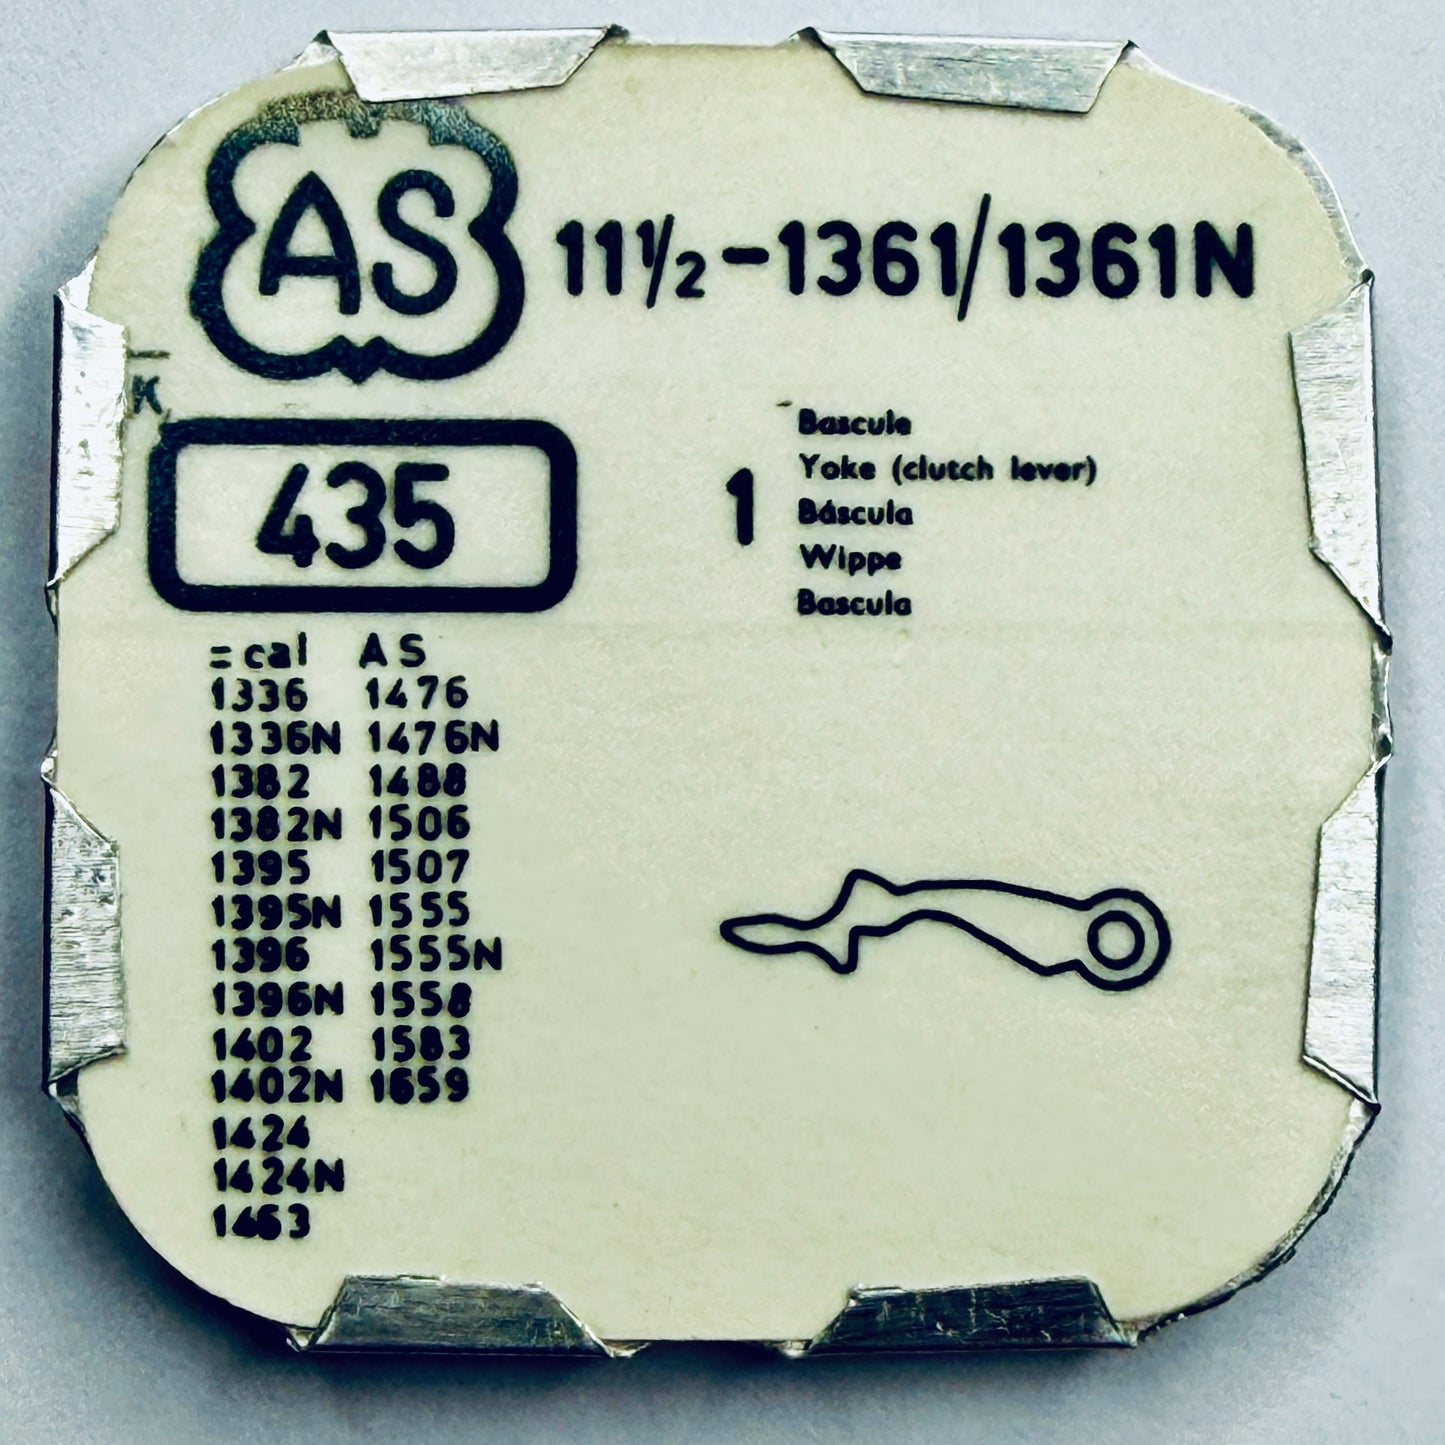 AS
11½-1361/1361N
K
435
1
Bascule
Yoke (clutch lever)
Báscula
Wippe
Bascula
=cal AS
1336 1476
1336N 1476N
1382 1488
1382N 1506
1395 1507
1395N 1555
1396 1555N
1396N 1558
1402 1583
1402N 1659
1424
1424N
1463